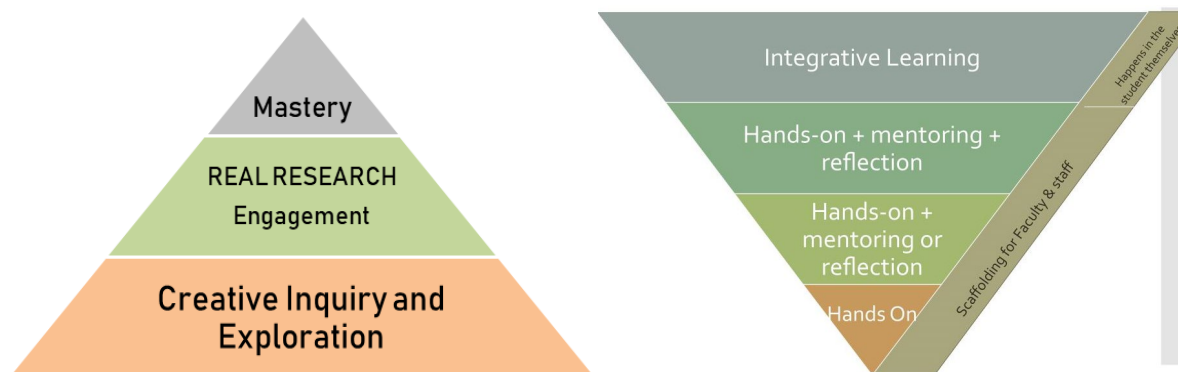 Mastery
REAL RESEARCH
Engagement
Creative Inquiry and
Exploration
Integrative Learning
Hands-on + mentoring +
reflection
Hands-on +
mentoring or
reflection
Hands On
Happens in the
student themselves
Scaffolding for Faculty & staff